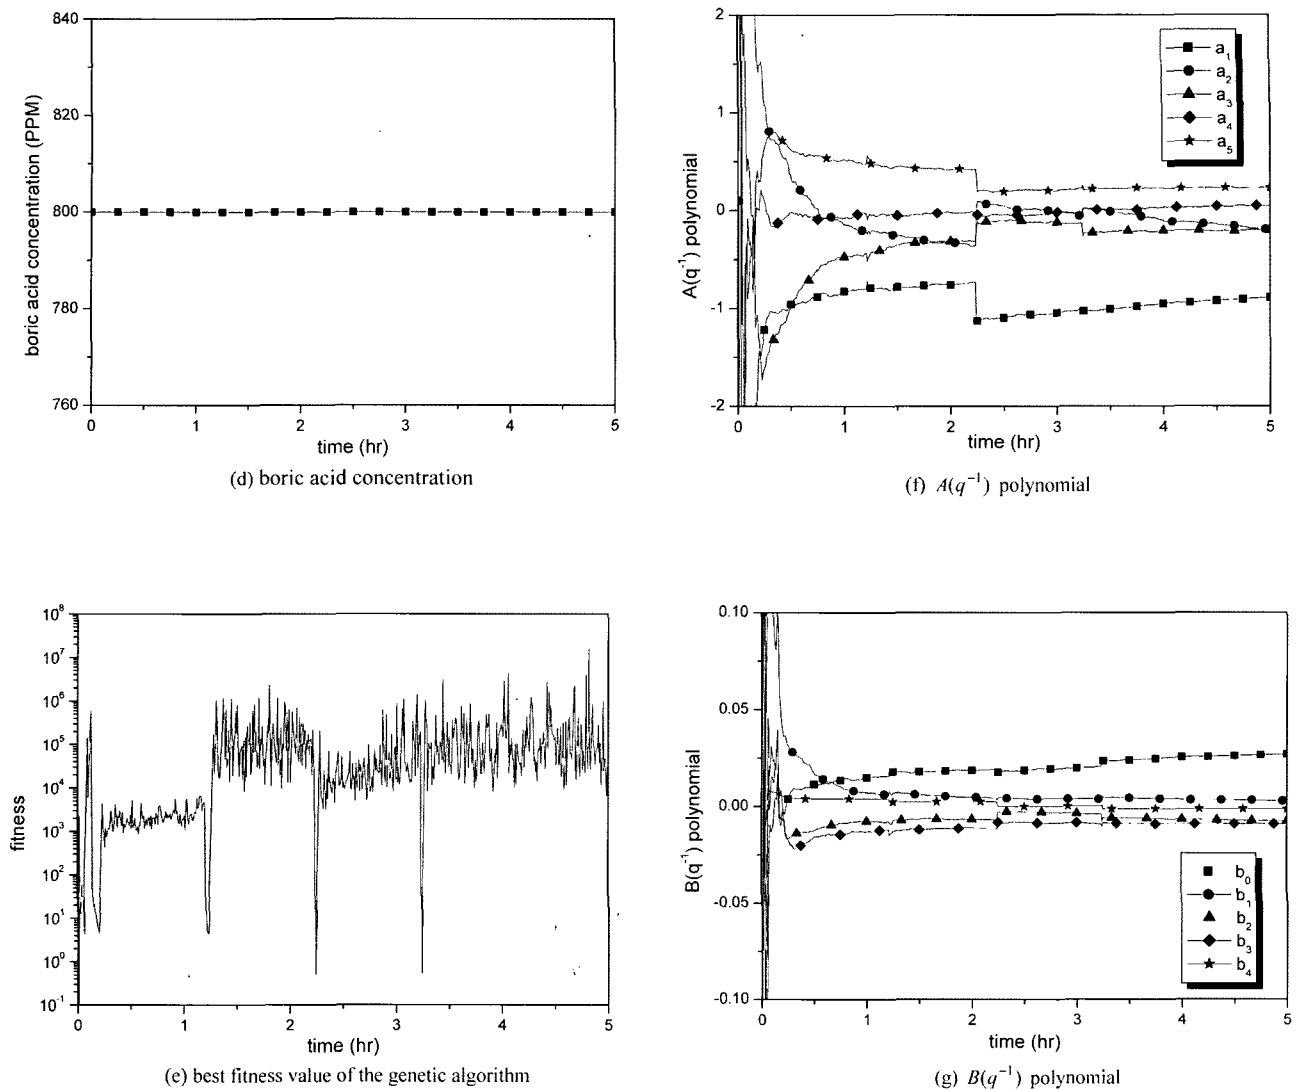 840
820
800
780
760
boric acid concentration (PPM)
0 1 2 3 4 5
time (hr)
(d) boric acid concentration
2
1
0
-1
-2
A(q⁻¹) polynomial
a₁
a₂
a₃
a₄
a₅
0 1 2 3 4 5
time (hr)
(f) A(q⁻¹) polynomial
10⁸
10⁷
10⁶
10⁵
10⁴
10³
10²
10¹
10⁰
10⁻¹
fitness
0 1 2 3 4 5
time (hr)
(e) best fitness value of the genetic algorithm
0.10
0.05
0.00
-0.05
-0.10
B(q⁻¹) polynomial
b₀
b₁
b₂
b₃
b₄
0 1 2 3 4 5
time (hr)
(g) B(q⁻¹) polynomial